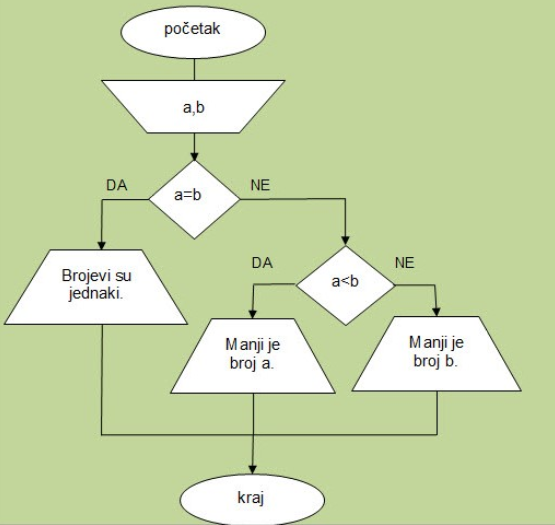 početak
a,b
DA
a=b
NE
Brojevi su
jednaki.
DA
a<b
NE
Manji je
broj a.
Manji je
broj b.
kraj